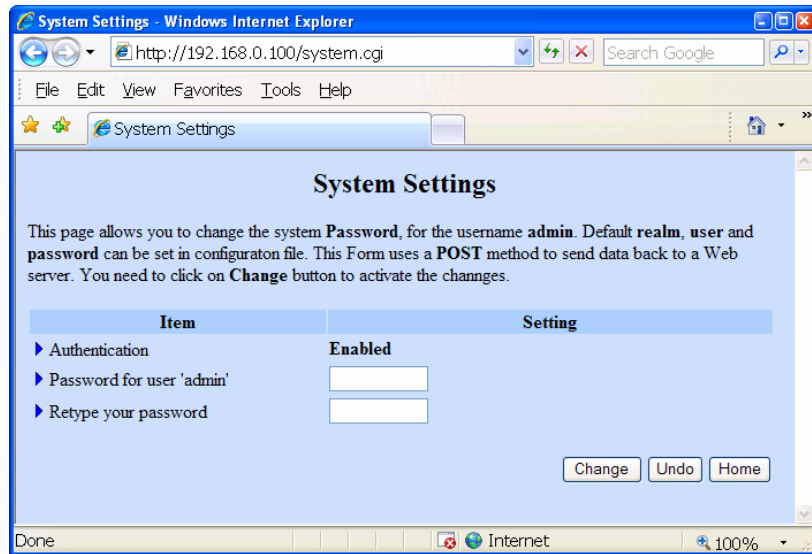 System Settings - Windows Internet Explorer
http://192.168.0.100/system.cgi
Search Google
File Edit View Favorites Tools Help
System Settings
System Settings
This page allows you to change the system Password, for the username admin. Default realm, user and
password can be set in configuraton file. This Form uses a POST method to send data back to a Web
server. You need to click on Change button to activate the channges.
Item Setting
Authentication Enabled
Password for user 'admin'
Retype your password
Change Undo Home
Done Internet 100%